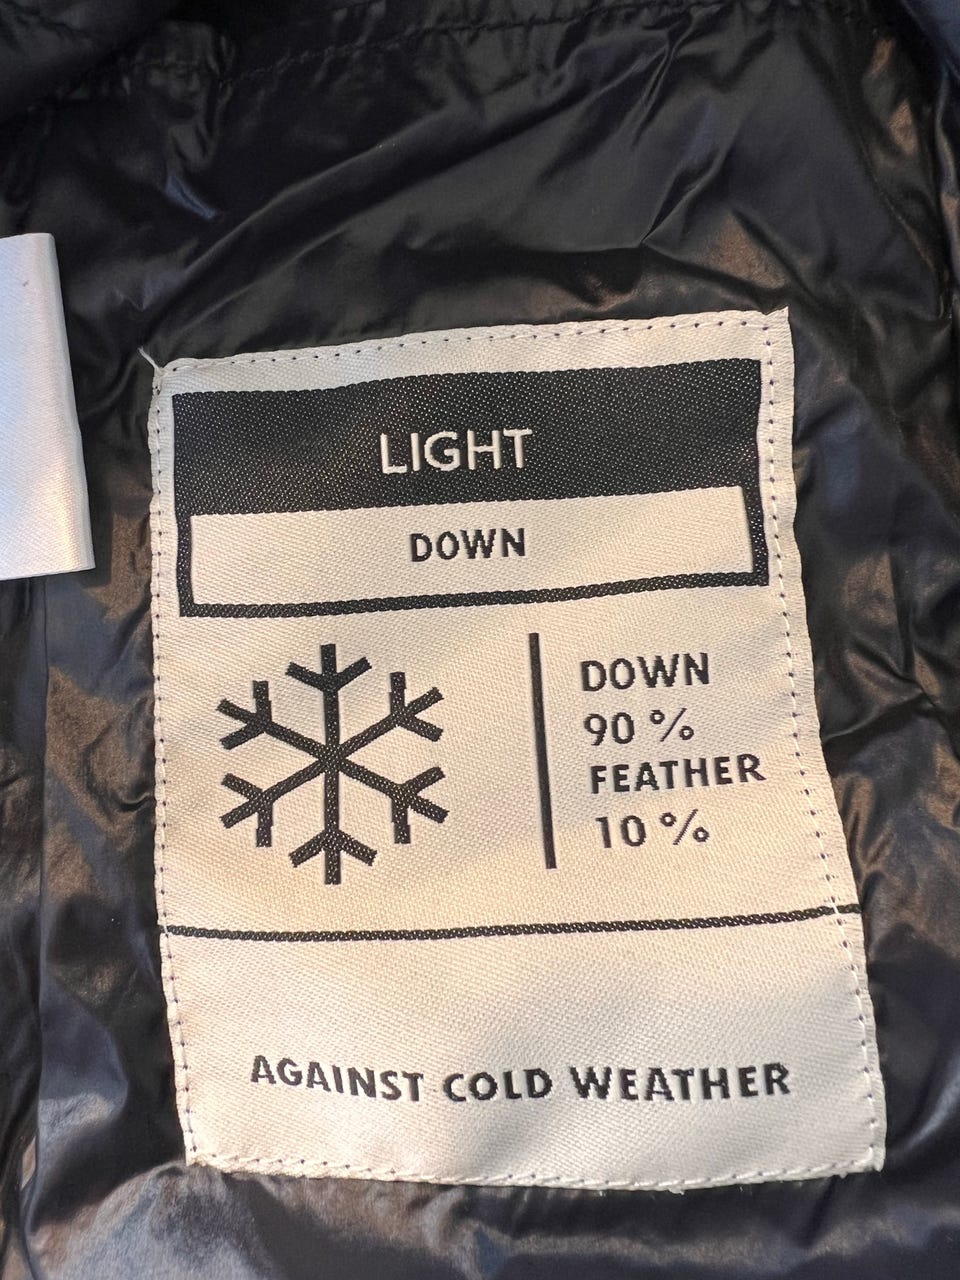 LIGHT
DOWN
DOWN
90 %
FEATHER
10 %
AGAINST COLD WEATHER